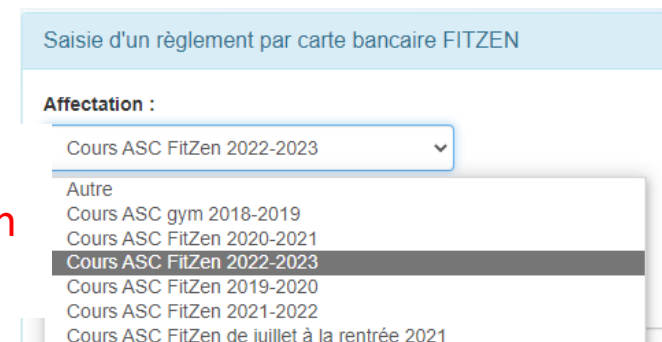 Saisie d'un règlement par carte bancaire FITZEN
Affectation :
Cours ASC FitZen 2022-2023
Autre
Cours ASC gym 2018-2019
Cours ASC FitZen 2020-2021
Cours ASC FitZen 2022-2023
Cours ASC FitZen 2019-2020
Cours ASC FitZen 2021-2022
Cours ASC FitZen de juillet à la rentrée 2021